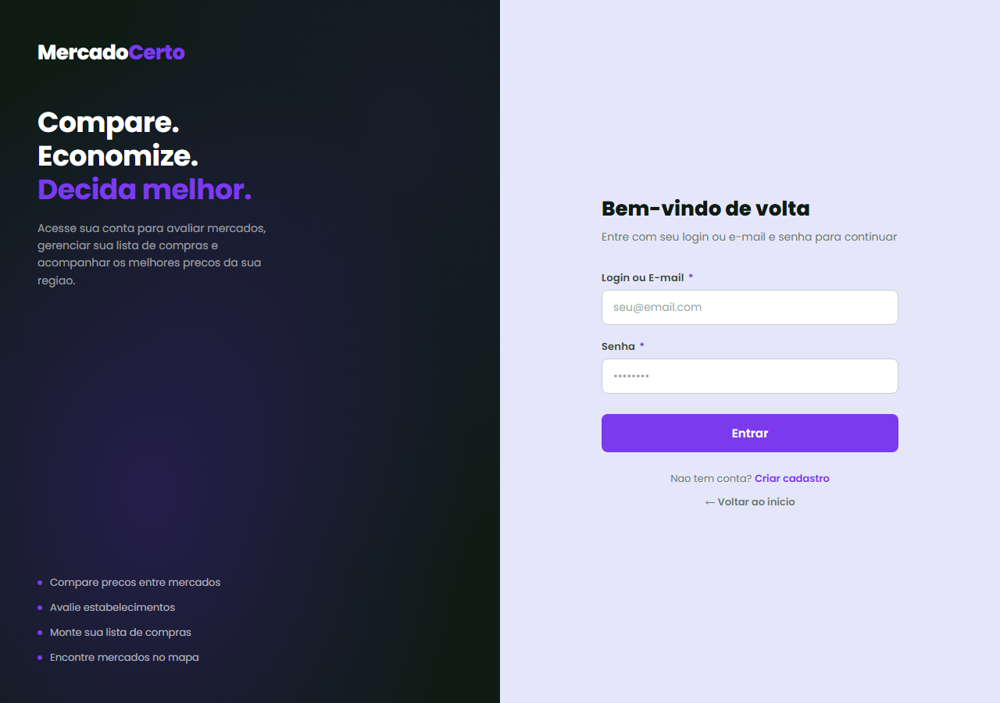 MercadoCerto
Compare.
Economize.
Decida melhor.
Acesse sua conta para avaliar mercados,
gerenciar sua lista de compras e
acompanhar os melhores precos da sua
regiao.
Compare precos entre mercados
Avalie estabelecimentos
Monte sua lista de compras
Encontre mercados no mapa
Bem-vindo de volta
Entre com seu login ou e-mail e senha para continuar
Login ou E-mail *
seu@email.com
Senha *
••••••••
Entrar
Nao tem conta? Criar cadastro
← Voltar ao inicio